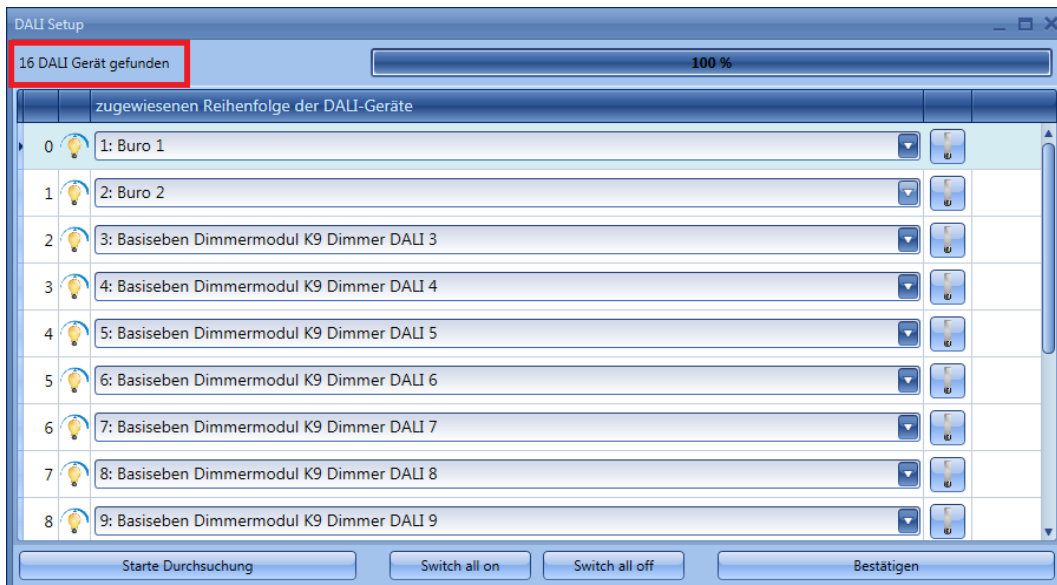 DALI Setup
16 DALI Gerät gefunden
100 %
zugewiesenen Reihenfolge der DALI-Geräte
0 1: Buro 1
1 2: Buro 2
2 3: Basiseben Dimmermodul K9 Dimmer DALI 3
3 4: Basiseben Dimmermodul K9 Dimmer DALI 4
4 5: Basiseben Dimmermodul K9 Dimmer DALI 5
5 6: Basiseben Dimmermodul K9 Dimmer DALI 6
6 7: Basiseben Dimmermodul K9 Dimmer DALI 7
7 8: Basiseben Dimmermodul K9 Dimmer DALI 8
8 9: Basiseben Dimmermodul K9 Dimmer DALI 9
Starte Durchsuchung Switch all on Switch all off Bestätigen